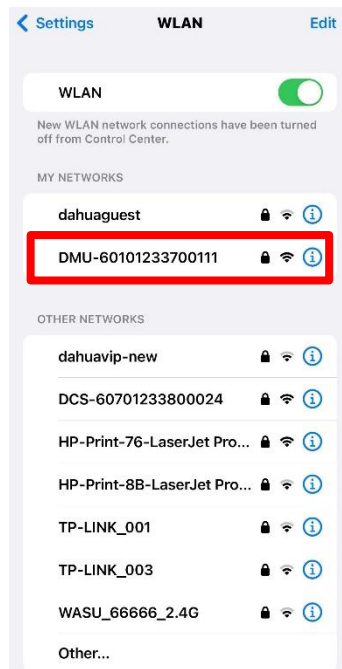 Settings WLAN Edit
WLAN
New WLAN network connections have been turned
off from Control Center.
MY NETWORKS
dahuaguest
DMU-60101233700111
OTHER NETWORKS
dahuavip-new
DCS-60701233800024
HP-Print-76-LaserJet Pro...
HP-Print-8B-LaserJet Pro...
TP-LINK_001
TP-LINK_003
WASU_66666_2.4G
Other...